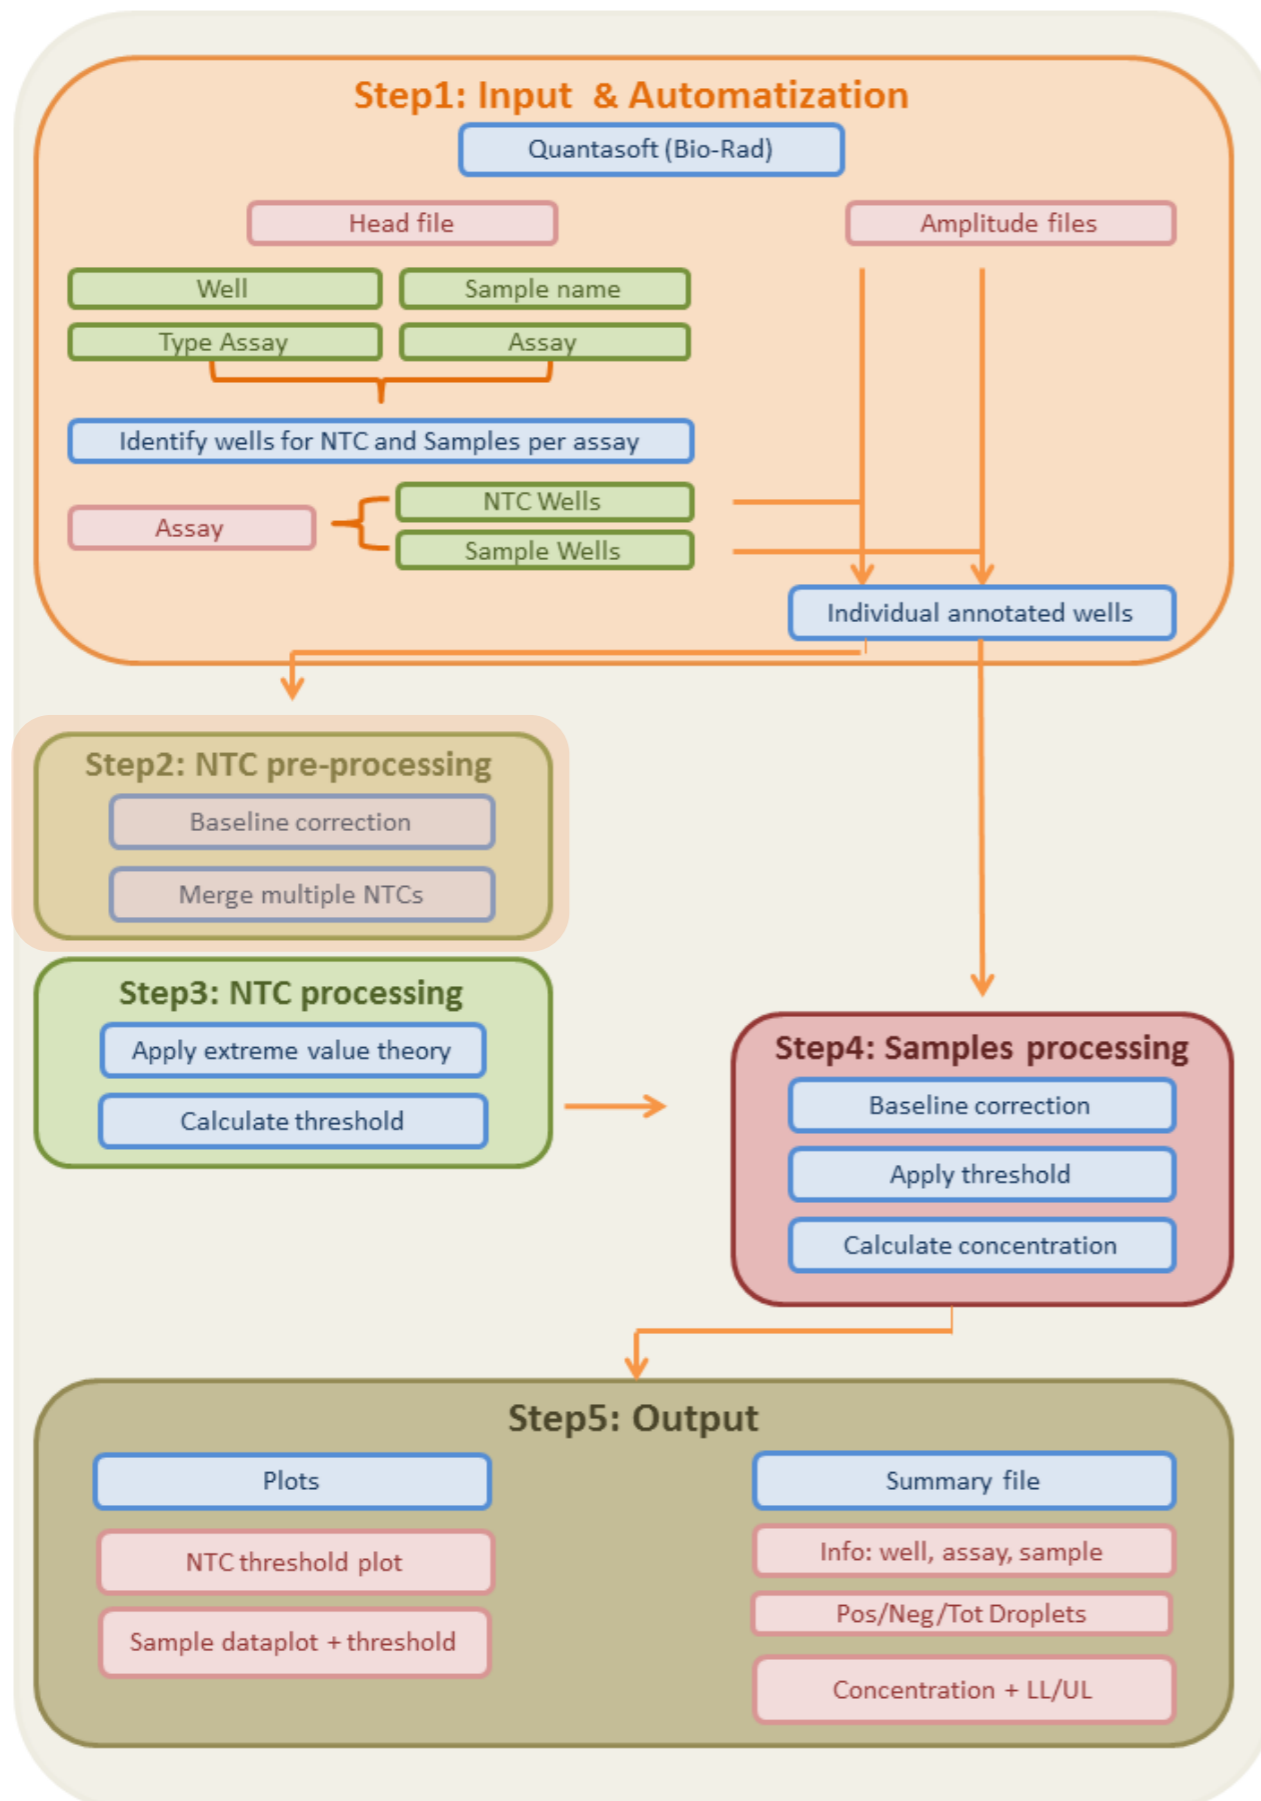 Step1: Input & Automatization
Quantasoft (Bio-Rad)
Head file
Amplitude files
Well
Sample name
Type Assay
Assay
Identify wells for NTC and Samples per assay
Assay
NTC Wells
Sample Wells
Individual annotated wells
Step2: NTC pre-processing
Baseline correction
Merge multiple NTCs
Step3: NTC processing
Apply extreme value theory
Calculate threshold
Step4: Samples processing
Baseline correction
Apply threshold
Calculate concentration
Step5: Output
Plots
NTC threshold plot
Sample dataplot + threshold
Summary file
Info: well, assay, sample
Pos/Neg/Tot Droplets
Concentration + LL/UL